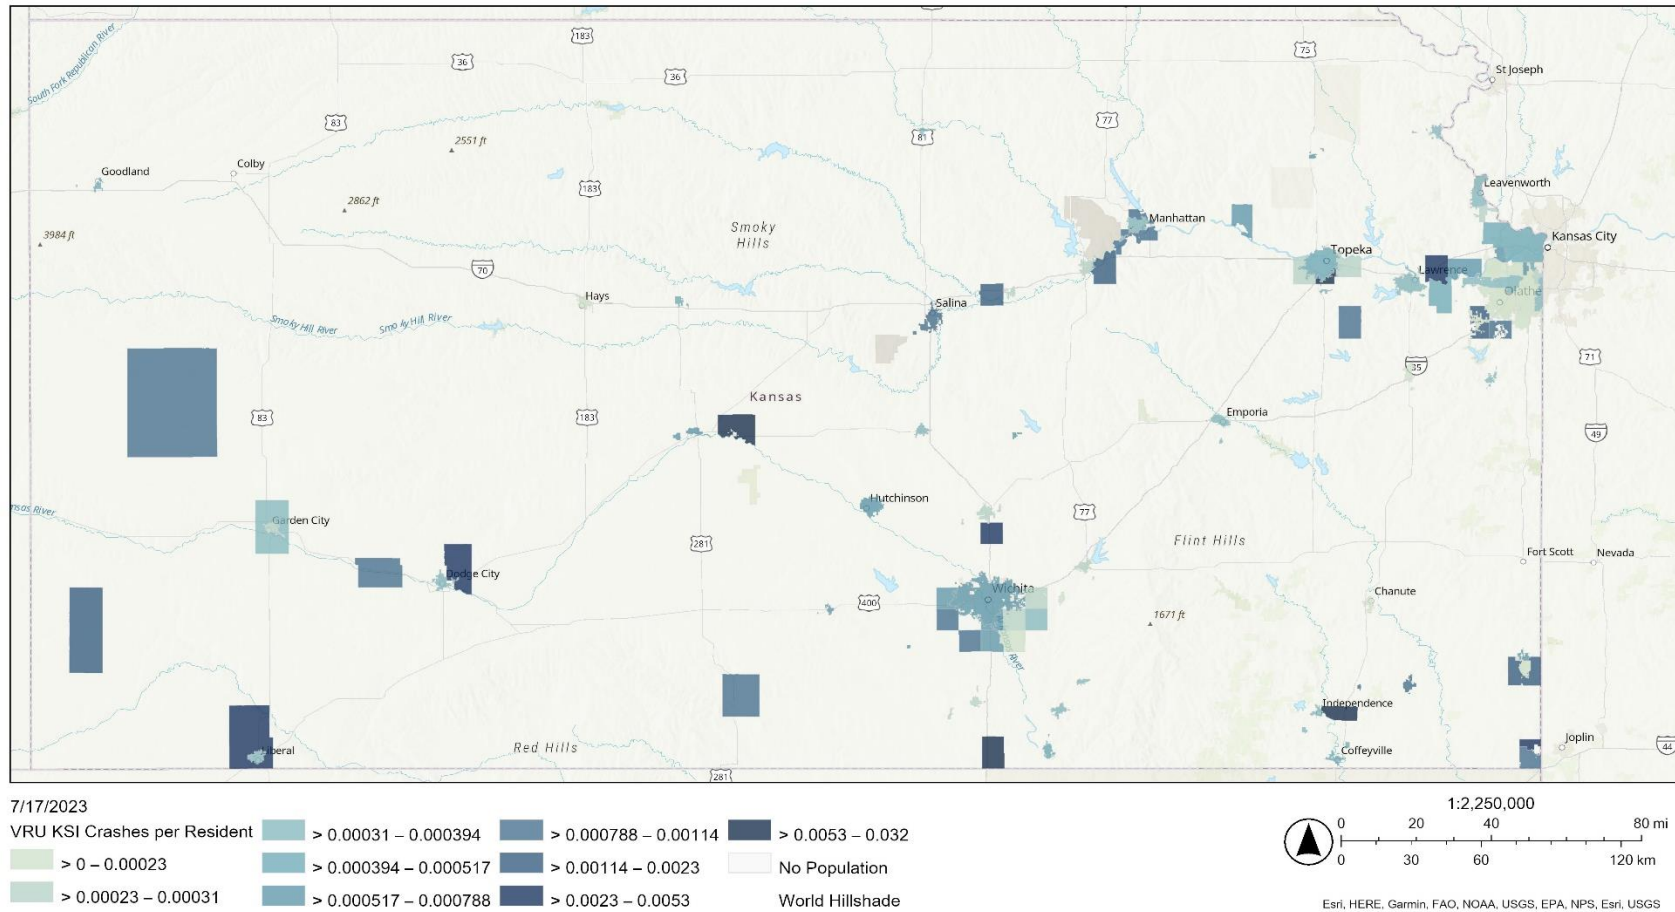 183
75
36
36
St Joseph
South Fork Republican River
83
77
81
2551 ft
Colby
Goodland
183
Leavenworth
2862 ft
Manhattan
Smoky
Hills
3984 ft
Kansas City
Topeka
70
Lawrence
Olathe
Hays
Salina
Smoky Hill River
Smoky Hill River
71
35
Kansas
83
183
Emporia
49
Hutchinson
nsas River
Garden City
77
281
Flint Hills
Fort Scott
Nevada
Dodge City
Chanute
Wichita
400
1671 ft
River
Independence
Joplin
Liberal
Red Hills
Coffeyville
44
281
7/17/2023
1:2,250,000
VRU KSI Crashes per Resident
> 0 – 0.00023
> 0.00023 – 0.00031
> 0.00031 – 0.000394
> 0.000394 – 0.000517
> 0.000517 – 0.000788
> 0.000788 – 0.00114
> 0.00114 – 0.0023
> 0.0023 – 0.0053
> 0.0053 – 0.032
No Population
World Hillshade
0 20 40 80 mi
0 30 60 120 km
Esri, HERE, Garmin, FAO, NOAA, USGS, EPA, NPS, Esri, USGS